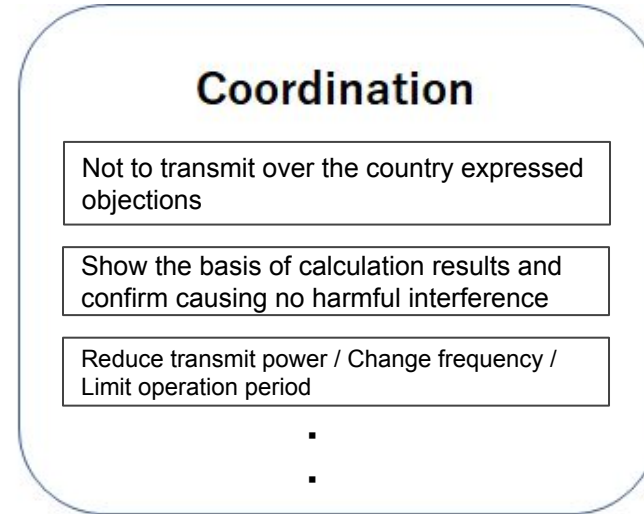 Coordination
Not to transmit over the country expressed
objections
Show the basis of calculation results and
confirm causing no harmful interference
Reduce transmit power / Change frequency /
Limit operation period
.
.